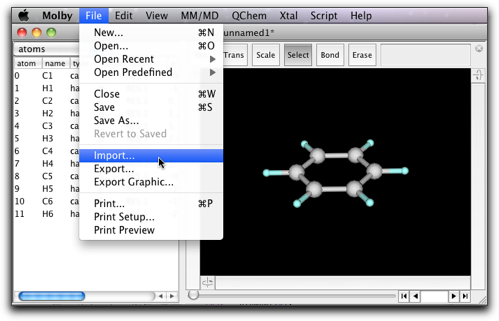 Molby File Edit View MM/MD QChem Xtal Script Help
unnamed1*
atoms
Trans Scale Select Bond Erase
atom name ty
New... ⌘N
Open... ⌘O
Open Recent
Open Predefined
Close ⌘W
Save ⌘S
Save As...
Revert to Saved
Import...
Export...
Export Graphic...
Print... ⌘P
Print Setup...
Print Preview
0 C1 ca
1 H1 ha
2 C2 ca
3 H2 ha
4 C3 ca
5 H3 ha
6 C4 ca
7 H4 ha
8 C5 ca
9 H5 ha
10 C6 ca
11 H6 ha